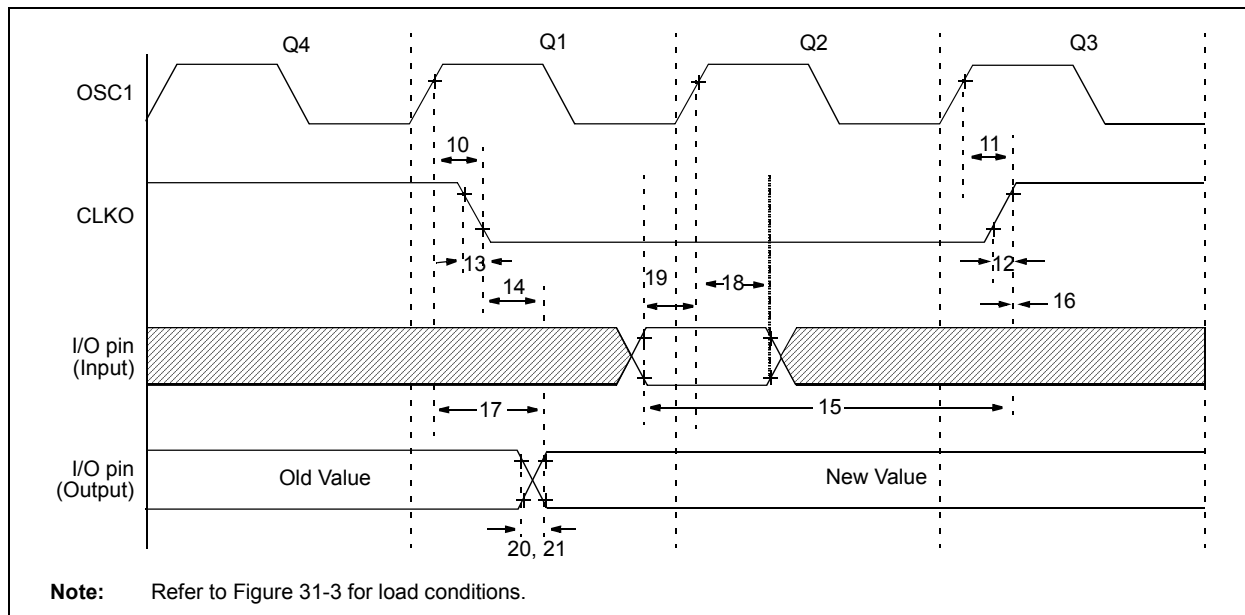 Q4 Q1 Q2 Q3
OSC1
10 11
CLKO
13 12
14 19 18 16
I/O pin
(Input)
17 15
I/O pin
(Output)
Old Value New Value
20, 21
Note: Refer to Figure 31-3 for load conditions.